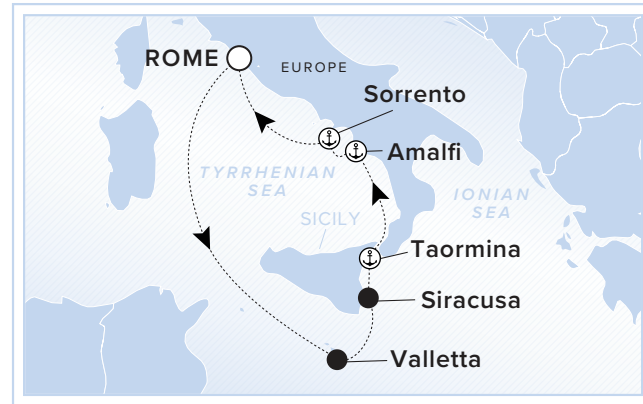 ROME
EUROPE
Sorrento
Amalfi
TYRRHENIAN
SEA
IONIAN
SEA
SICILY
Taormina
Siracusa
Valletta